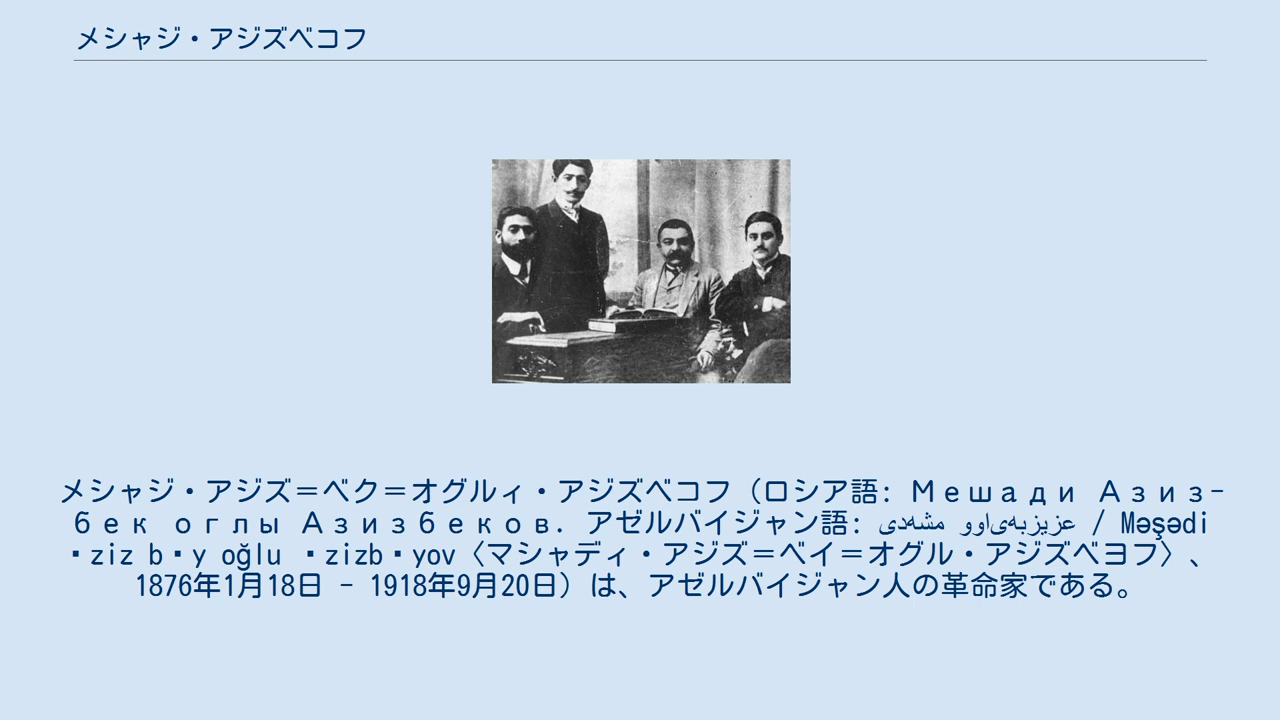 メシャジ・アジズベコフ
メシャジ・アジズ＝ベク＝オグルィ・アジズベコフ（ロシア語: Мешади Азиз-
бек оглы Азизбеков. アゼルバイジャン語: مشه‌دی عزیزبه‌ی‌اوو / Məşədi
▪ziz b▪y oğlu ▪zizb▪yov〈マシャディ・アジズ＝ベイ＝オグル・アジズベヨフ〉、
1876年1月18日 - 1918年9月20日）は、アゼルバイジャン人の革命家である。